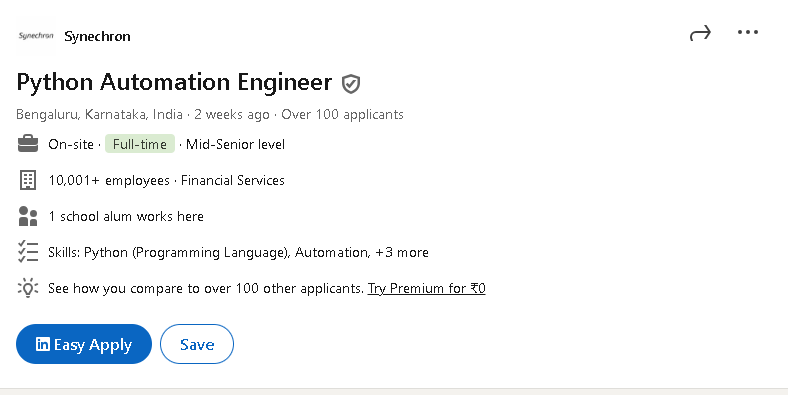 Synechron Synechron
Python Automation Engineer
Bengaluru, Karnataka, India · 2 weeks ago · Over 100 applicants
On-site · Full-time · Mid-Senior level
10,001+ employees · Financial Services
1 school alum works here
Skills: Python (Programming Language), Automation, +3 more
See how you compare to over 100 other applicants. Try Premium for ₹0
in Easy Apply Save